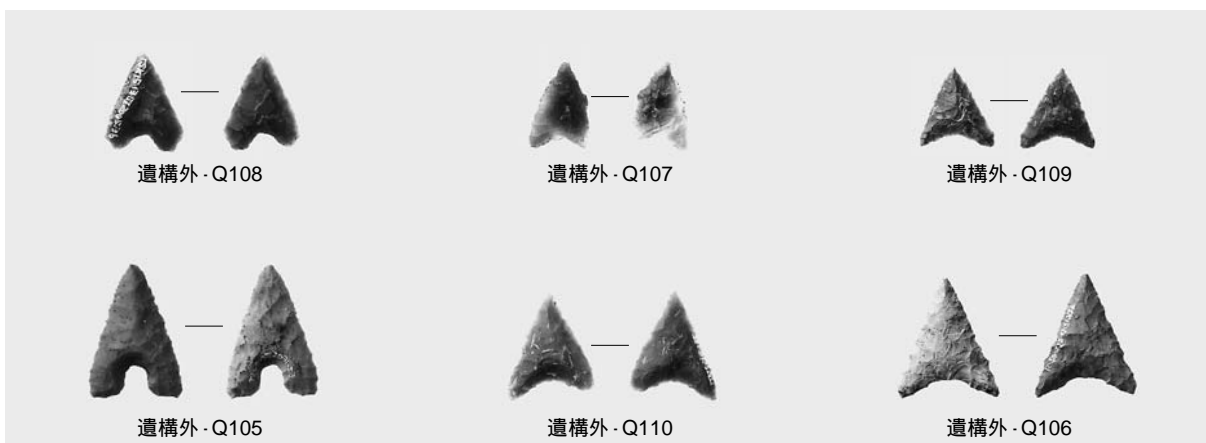 遺構外 - Q108
遺構外 - Q107
遺構外 - Q109
遺構外 - Q105
遺構外 - Q110
遺構外 - Q106